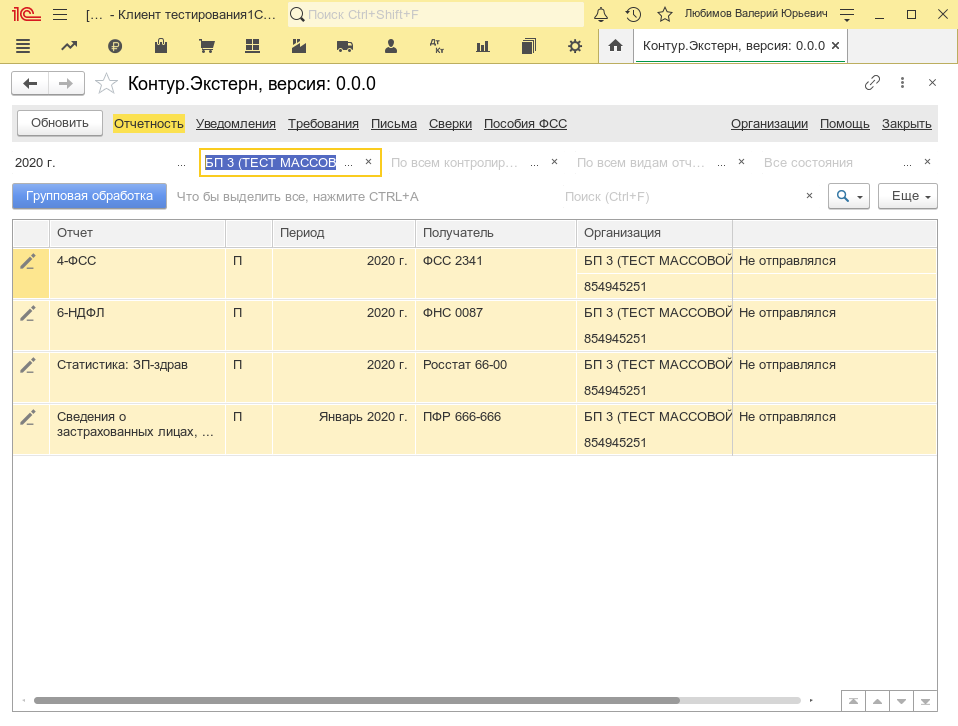 [... - Клиент тестирования1С... Поиск Ctrl+Shift+F Любимов Валерий Юрьевич
Дт Кт Контур.Экстерн, версия: 0.0.0 ×
Контур.Экстерн, версия: 0.0.0
Обновить Отчетность Уведомления Требования Письма Сверки Пособия ФСС Организации Помощь Закрыть
2020 г. ... БП 3 (ТЕСТ МАССОВ ... × По всем контролир... ... × По всем видам отч... ... × Все состояния ... ×
Групповая обработка Что бы выделить все, нажмите CTRL+A Поиск (Ctrl+F) × Еще
Отчет Период Получатель Организация
4-ФСС П 2020 г. ФСС 2341 БП 3 (ТЕСТ МАССОВОЙ Не отправлялся
854945251
6-НДФЛ П 2020 г. ФНС 0087 БП 3 (ТЕСТ МАССОВОЙ Не отправлялся
854945251
Статистика: ЗП-здрав П 2020 г. Росстат 66-00 БП 3 (ТЕСТ МАССОВОЙ Не отправлялся
854945251
Сведения о П Январь 2020 г. ПФР 666-666 БП 3 (ТЕСТ МАССОВОЙ Не отправлялся
застрахованных лицах, ...
854945251